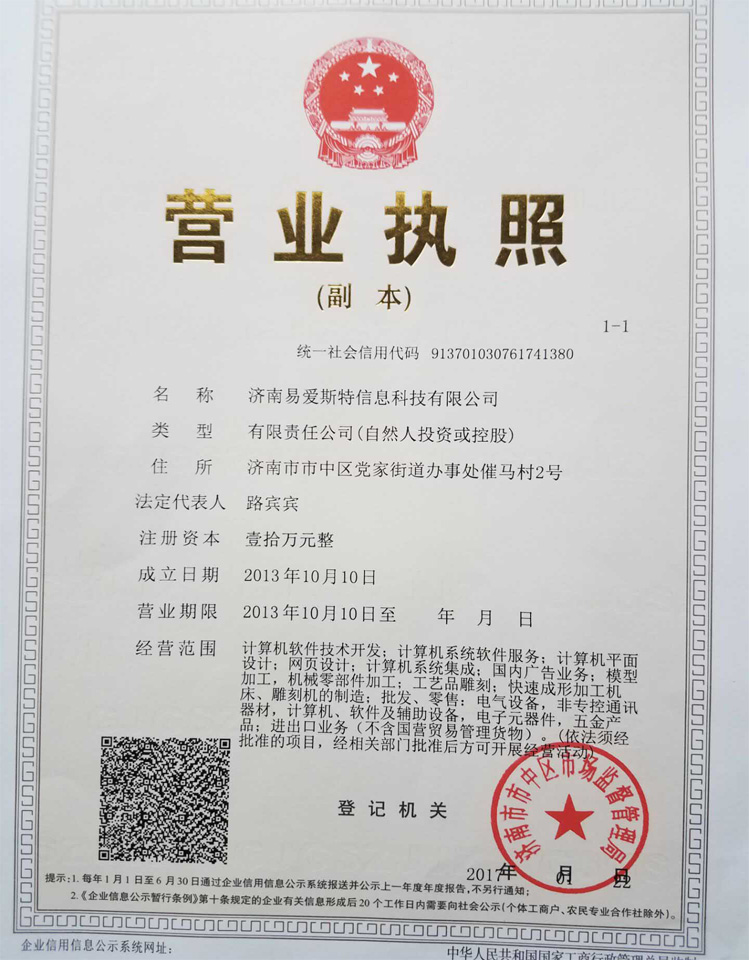 营业执照
(副 本)
1-1
统一社会信用代码 913701030761741380
名 称 济南易爱斯特信息科技有限公司
类 型 有限责任公司(自然人投资或控股)
住 所 济南市市中区党家街道办事处催马村2号
法定代表人 路宾宾
注册资本 壹拾万元整
成立日期 2013年10月10日
营业期限 2013年10月10日至 年 月 日
经营范围 计算机软件技术开发；计算机系统软件服务；计算机平面
设计；网页设计；计算机系统集成；国内广告业务；模型
加工，机械零部件加工；工艺品雕刻；快速成形加工机
床、雕刻机的制造；批发、零售：电气设备，非专控通讯
器材，计算机、软件及辅助设备，电子元器件，五金产
品；进出口业务（不含国营贸易管理货物）。(依法须经
批准的项目，经相关部门批准后方可开展经营活动)
济南市市中区市场监督管理局
登记机关
2017年 01月 22日
提示：1.每年1月1日至6月30日通过企业信用信息公示系统报送并公示上一年度年度报告，不另行通知；
2.《企业信息公示暂行条例》第十条规定的企业有关信息形成后20个工作日内需要向社会公示(个体工商户、农民专业合作社除外)。
企业信用信息公示系统网址：
中华人民共和国国家工商行政管理总局监制